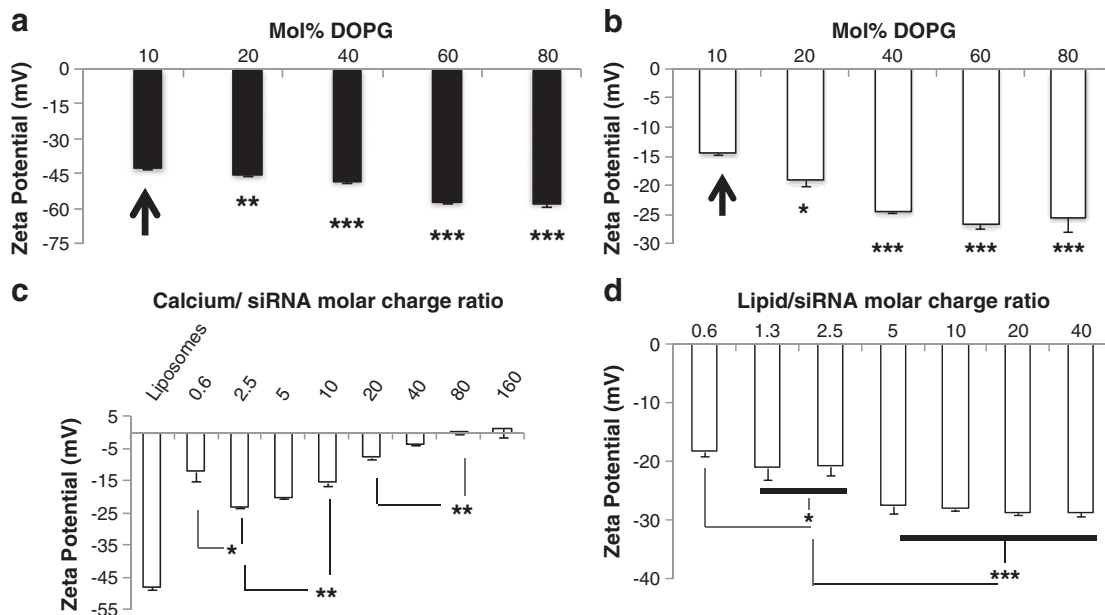 a
Mol% DOPG
10 20 40 60 80
Zeta Potential (mV)
0
-15
-30
-45
-60
-75
** *** *** ***
b
Mol% DOPG
10 20 40 60 80
Zeta Potential (mV)
0
-5
-10
-15
-20
-25
-30
* *** *** ***
c
Calcium/ siRNA molar charge ratio
Liposomes 0.6 2.5 5 10 20 40 80 160
Zeta Potential (mV)
5
-5
-15
-25
-35
-45
-55
* ** **
d
Lipid/siRNA molar charge ratio
0.6 1.3 2.5 5 10 20 40
Zeta Potential (mV)
0
-10
-20
-30
-40
* ***